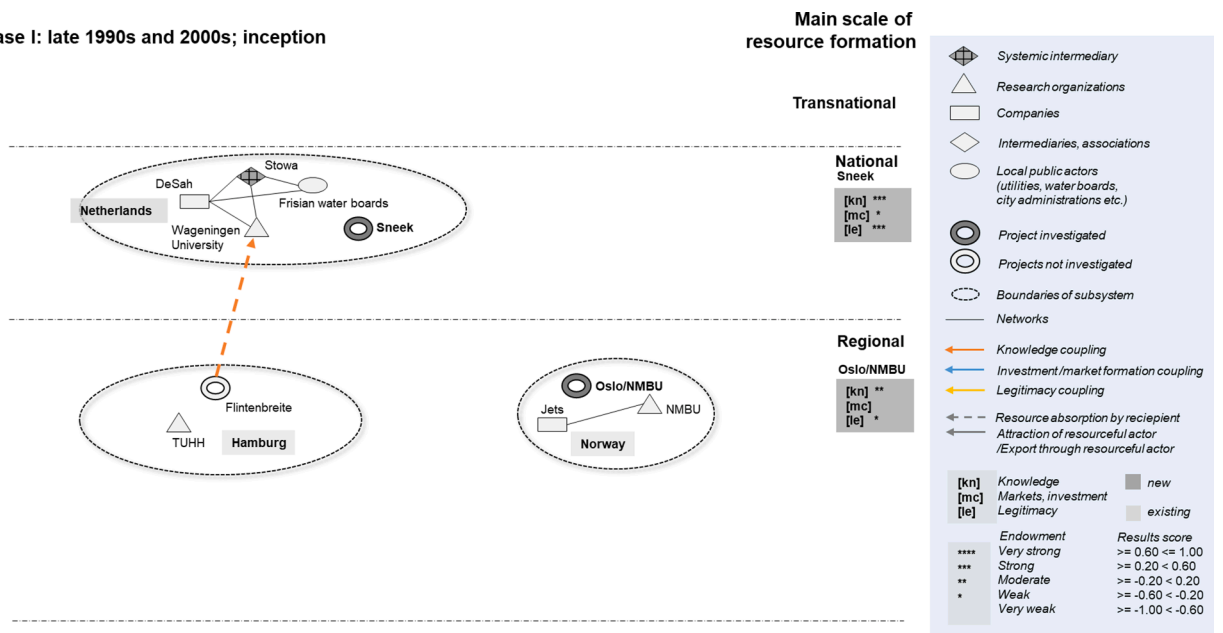 ase I: late 1990s and 2000s; inception
Main scale of
resource formation
Transnational
National
Sneek
[kn] ***
[mc] *
[le] ***
Stowa
DeSah
Frisian water boards
Netherlands
Wageningen
University
Sneek
Regional
Oslo/NMBU
[kn] **
[mc]
[le] *
Flintenbreite
TUHH
Hamburg
Oslo/NMBU
Jets
NMBU
Norway
Systemic intermediary
Research organizations
Companies
Intermediaries, associations
Local public actors
(utilities, water boards,
city administrations etc.)
Project investigated
Projects not investigated
Boundaries of subsystem
Networks
Knowledge coupling
Investment/market formation coupling
Legitimacy coupling
Resource absorption by reciepient
Attraction of resourceful actor
/Export through resourceful actor
[kn] Knowledge new
[mc] Markets, investment
[le] Legitimacy existing
Endowment Results score
**** Very strong >= 0.60 <= 1.00
*** Strong >= 0.20 < 0.60
** Moderate >= -0.20 < 0.20
* Weak >= -0.60 < -0.20
Very weak >= -1.00 < -0.60